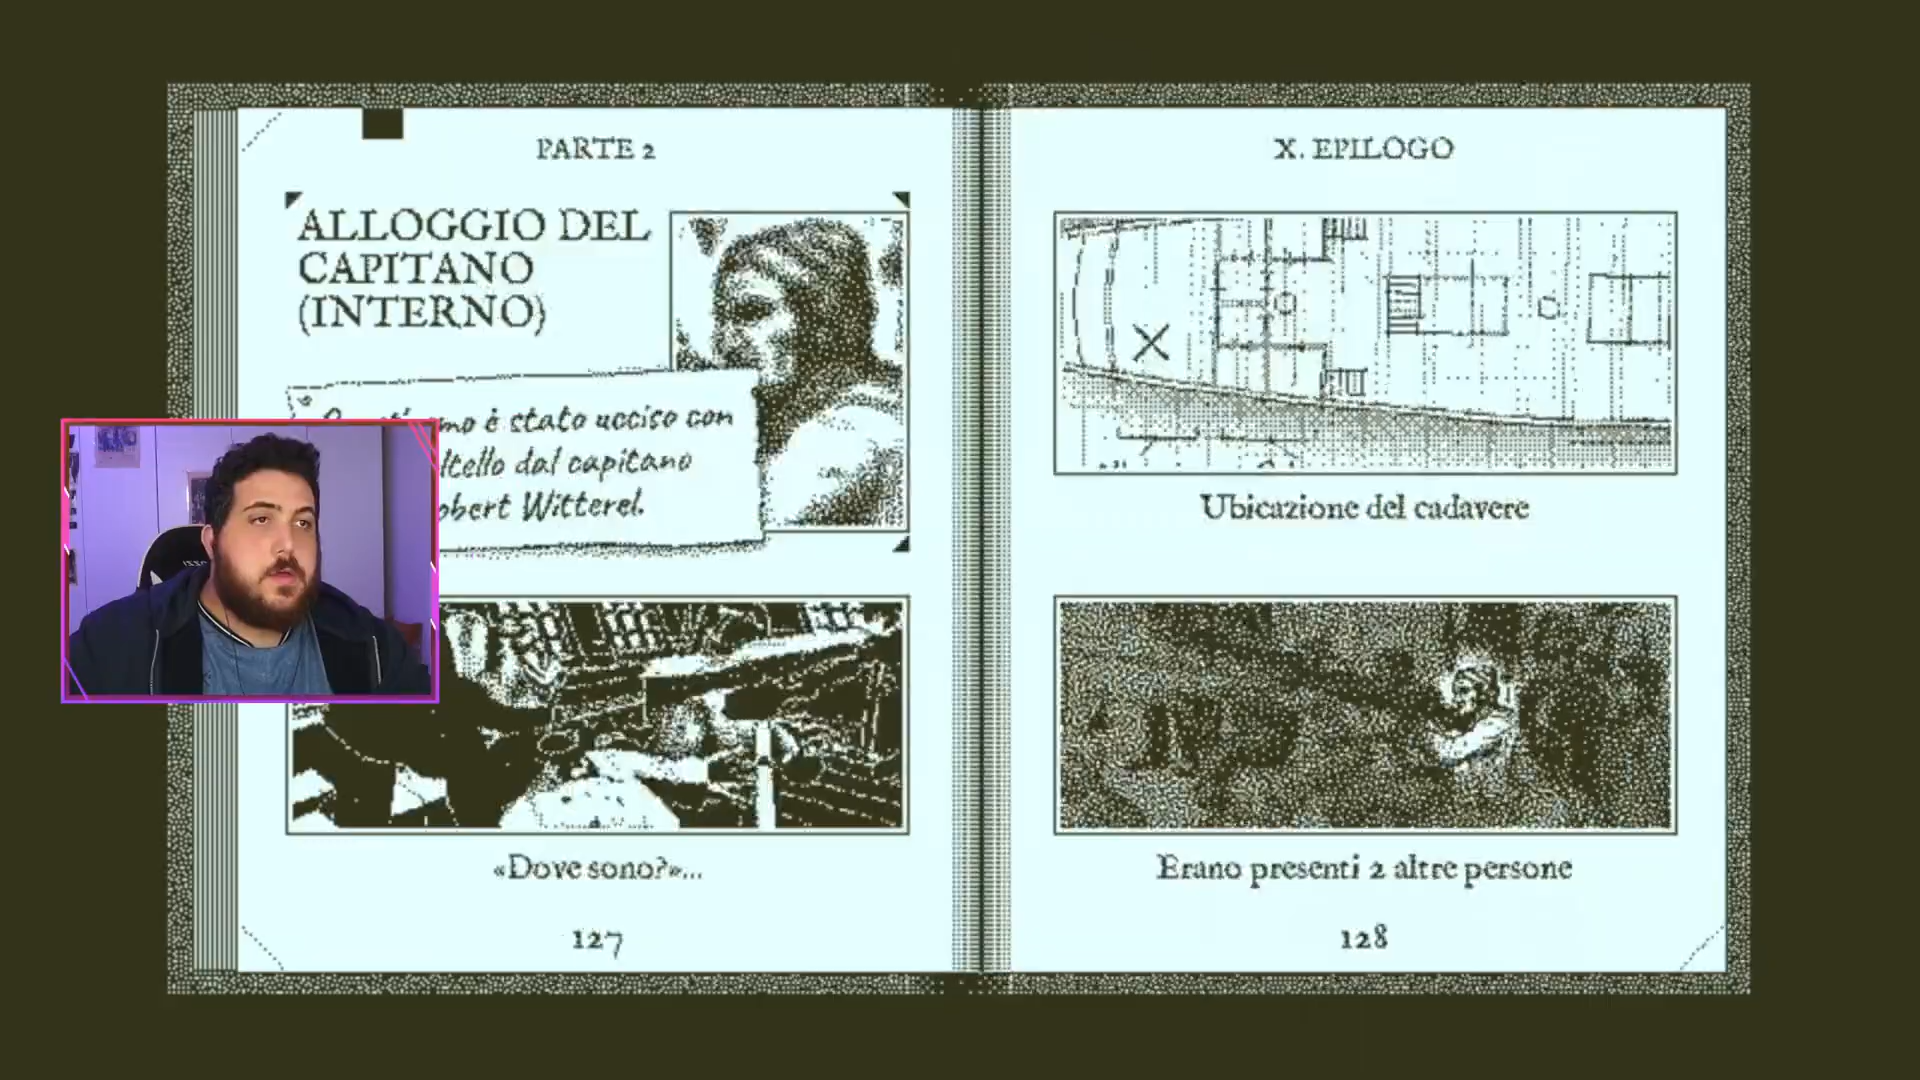 PARTE 2
ALLOGGIO DEL
CAPITANO
(INTERNO)
è stato ucciso con
dal capitano
Witterel.
«Dove sono?»...
127
X. EPILOGO
Ubicazione del cadavere
Erano presenti 2 altre persone
128